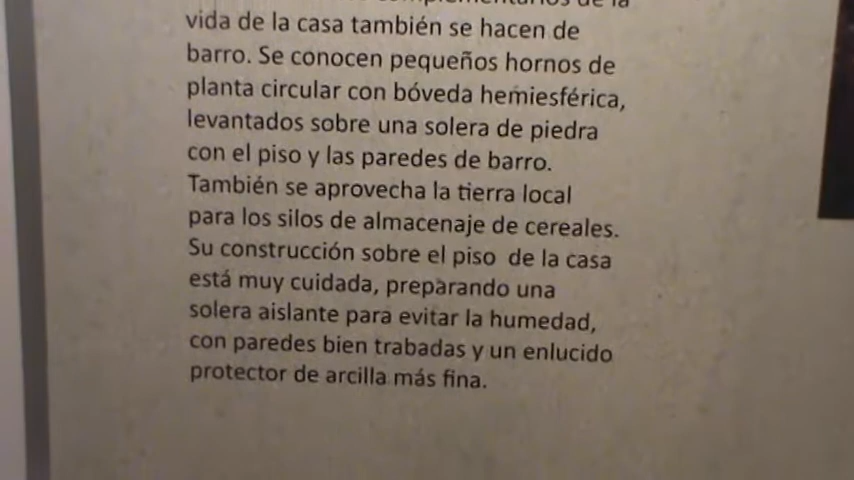 complementarios de la
vida de la casa también se hacen de
barro. Se conocen pequeños hornos de
planta circular con bóveda hemiesférica,
levantados sobre una solera de piedra
con el piso y las paredes de barro.
También se aprovecha la tierra local
para los silos de almacenaje de cereales.
Su construcción sobre el piso de la casa
está muy cuidada, preparando una
solera aislante para evitar la humedad,
con paredes bien trabadas y un enlucido
protector de arcilla más fina.